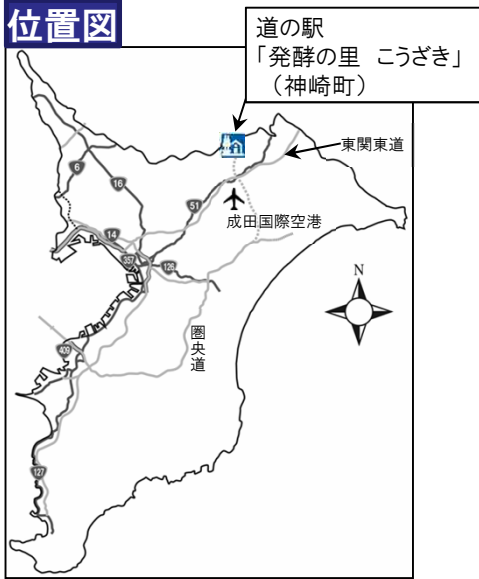 位置図
道の駅
「発酵の里　こうざき」
（神崎町）
東関東道
6
16
51
成田国際空港
14
357
126
N
圏央道
409
127